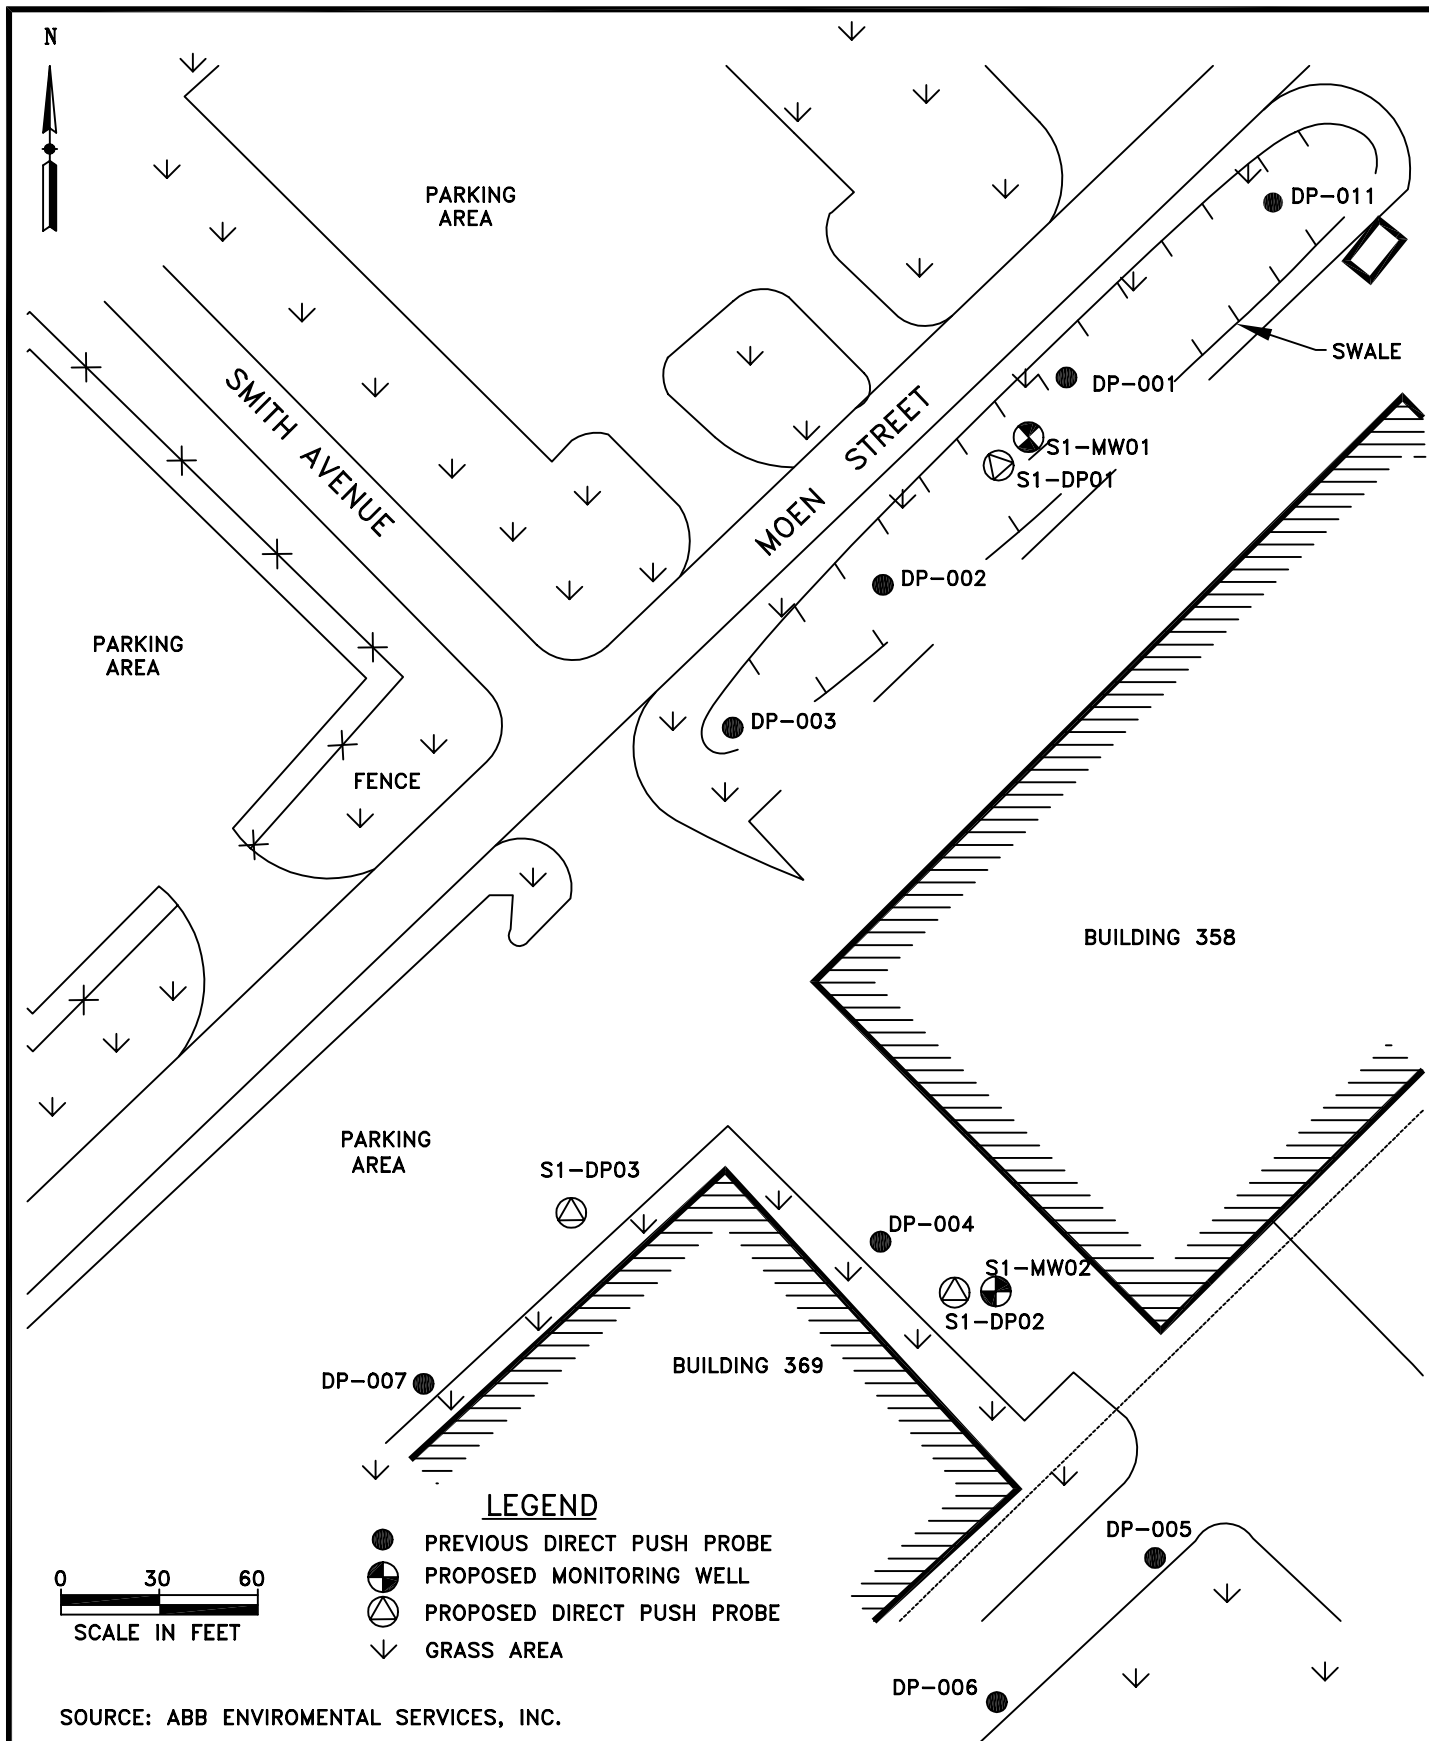 N
PARKING
AREA
DP-011
SWALE
DP-001
SMITH AVENUE
MOEN STREET
S1-MW01
S1-DP01
DP-002
PARKING
AREA
DP-003
FENCE
BUILDING 358
PARKING
AREA
S1-DP03
DP-004
S1-MW02
S1-DP02
BUILDING 369
DP-007
LEGEND
PREVIOUS DIRECT PUSH PROBE
PROPOSED MONITORING WELL
PROPOSED DIRECT PUSH PROBE
GRASS AREA
DP-005
0 30 60
SCALE IN FEET
DP-006
SOURCE: ABB ENVIROMENTAL SERVICES, INC.